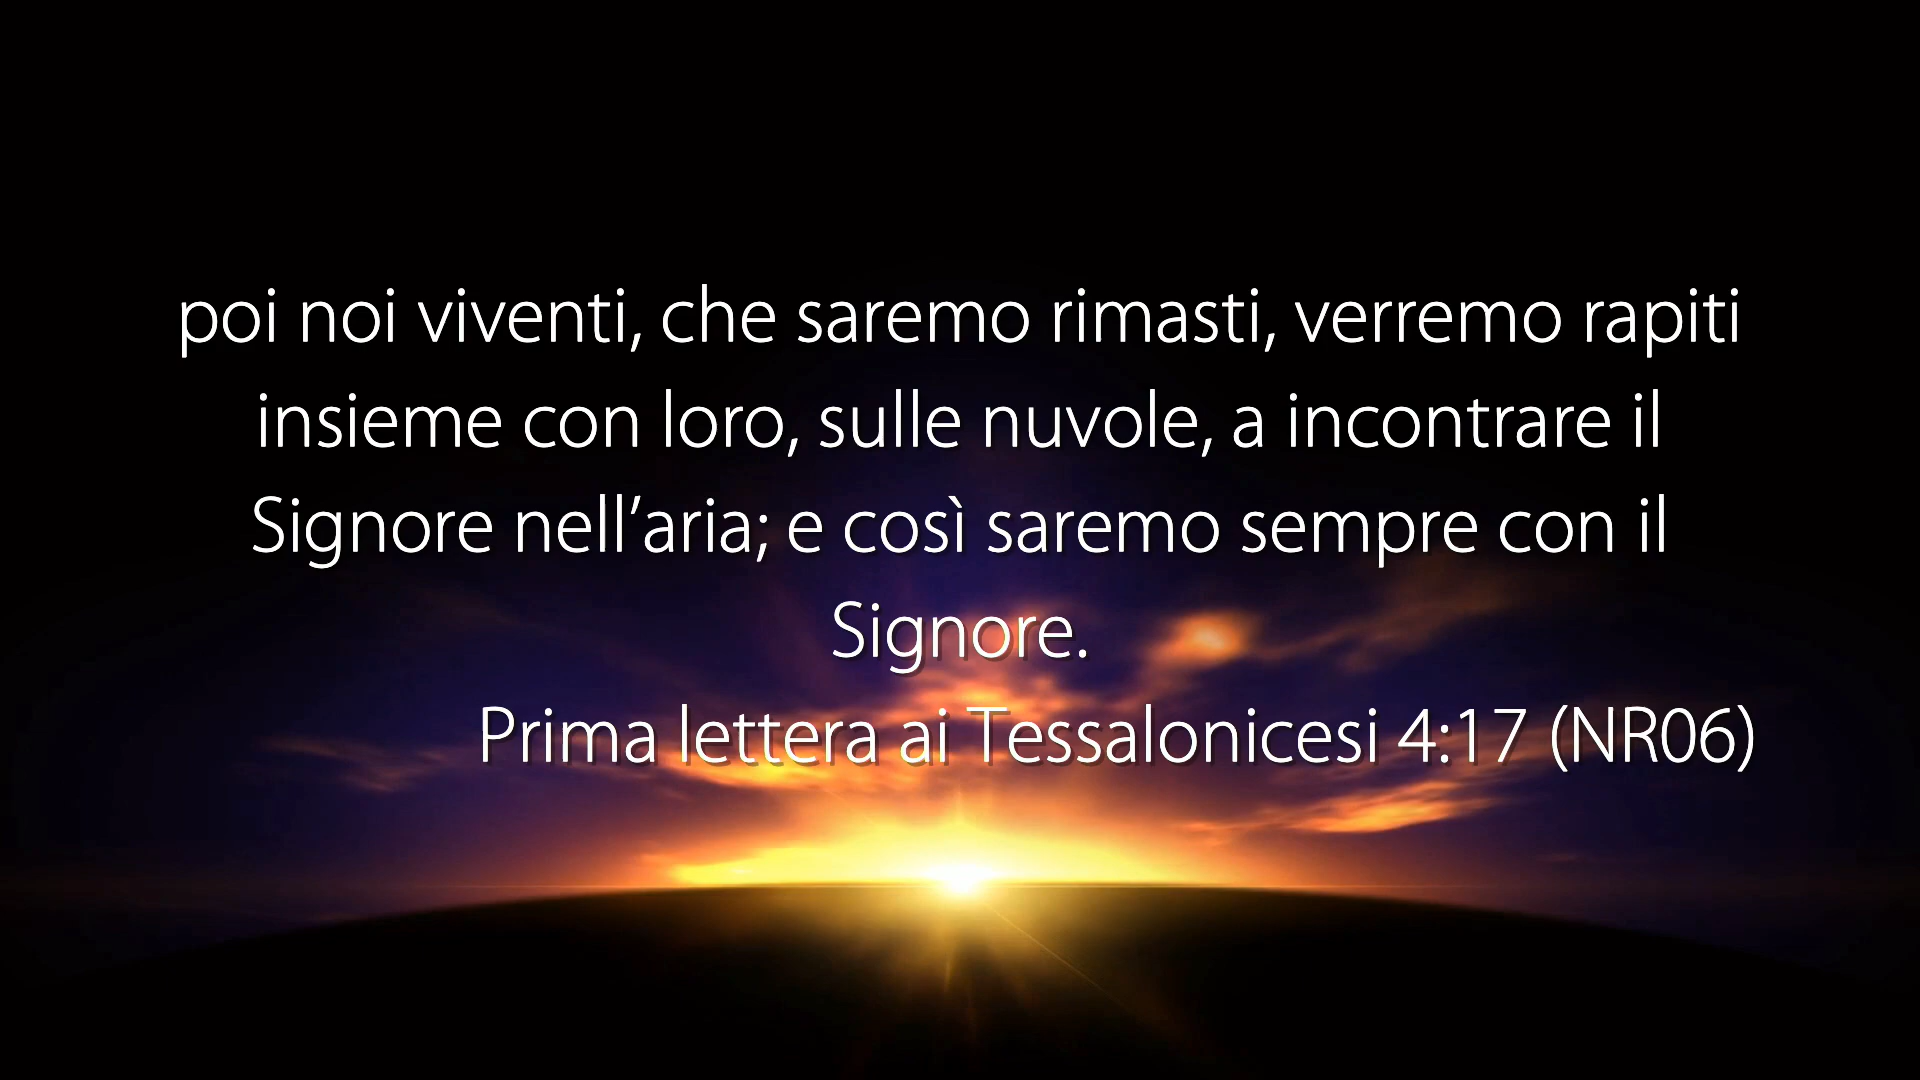 poi noi viventi, che saremo rimasti, verremo rapiti
insieme con loro, sulle nuvole, a incontrare il
Signore nell’aria; e così saremo sempre con il
Signore.
Prima lettera ai Tessalonicesi 4:17 (NR06)